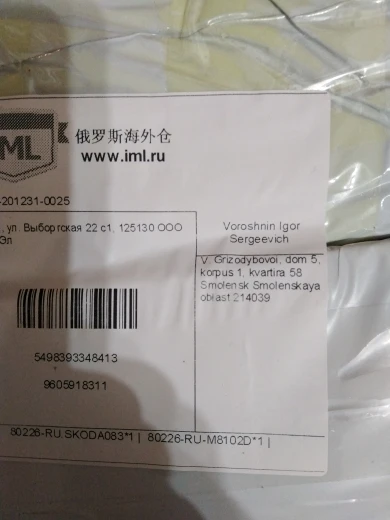 IML
俄罗斯海外仓
www.iml.ru
-201231-0025
, ул. Выборгская 22 с1, 125130 ООО
Эл
Voroshnin Igor
Sergeevich
V. Grizodybovoi, dom 5,
korpus 1, kvartira 58
Smolensk Smolenskaya
oblast 214039
5498393348413
9605918311
80226-RU.SKODA083*1 | 80226-RU-M8102D*1 |